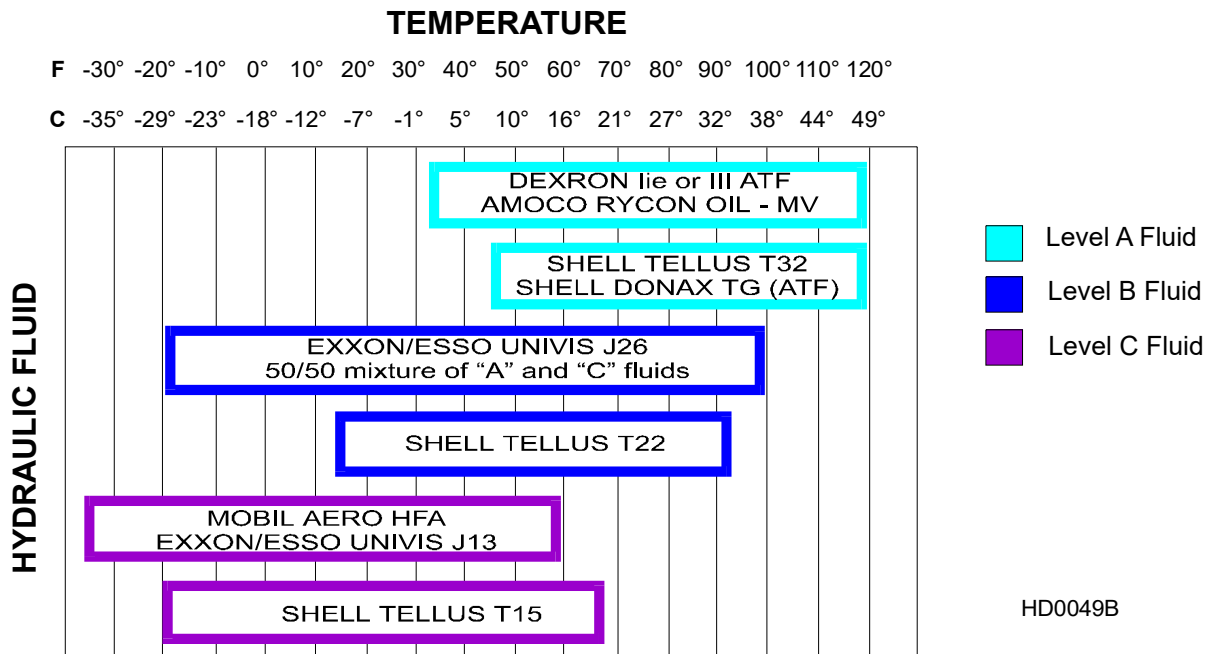 TEMPERATURE
F -30° -20° -10° 0° 10° 20° 30° 40° 50° 60° 70° 80° 90° 100° 110° 120°
C -35° -29° -23° -18° -12° -7° -1° 5° 10° 16° 21° 27° 32° 38° 44° 49°
HYDRAULIC FLUID
DEXRON Iie or III ATF
AMOCO RYCON OIL - MV
SHELL TELLUS T32
SHELL DONAX TG (ATF)
EXXON/ESSO UNIVIS J26
50/50 mixture of “A” and “C” fluids
SHELL TELLUS T22
MOBIL AERO HFA
EXXON/ESSO UNIVIS J13
SHELL TELLUS T15
Level A Fluid
Level B Fluid
Level C Fluid
HD0049B